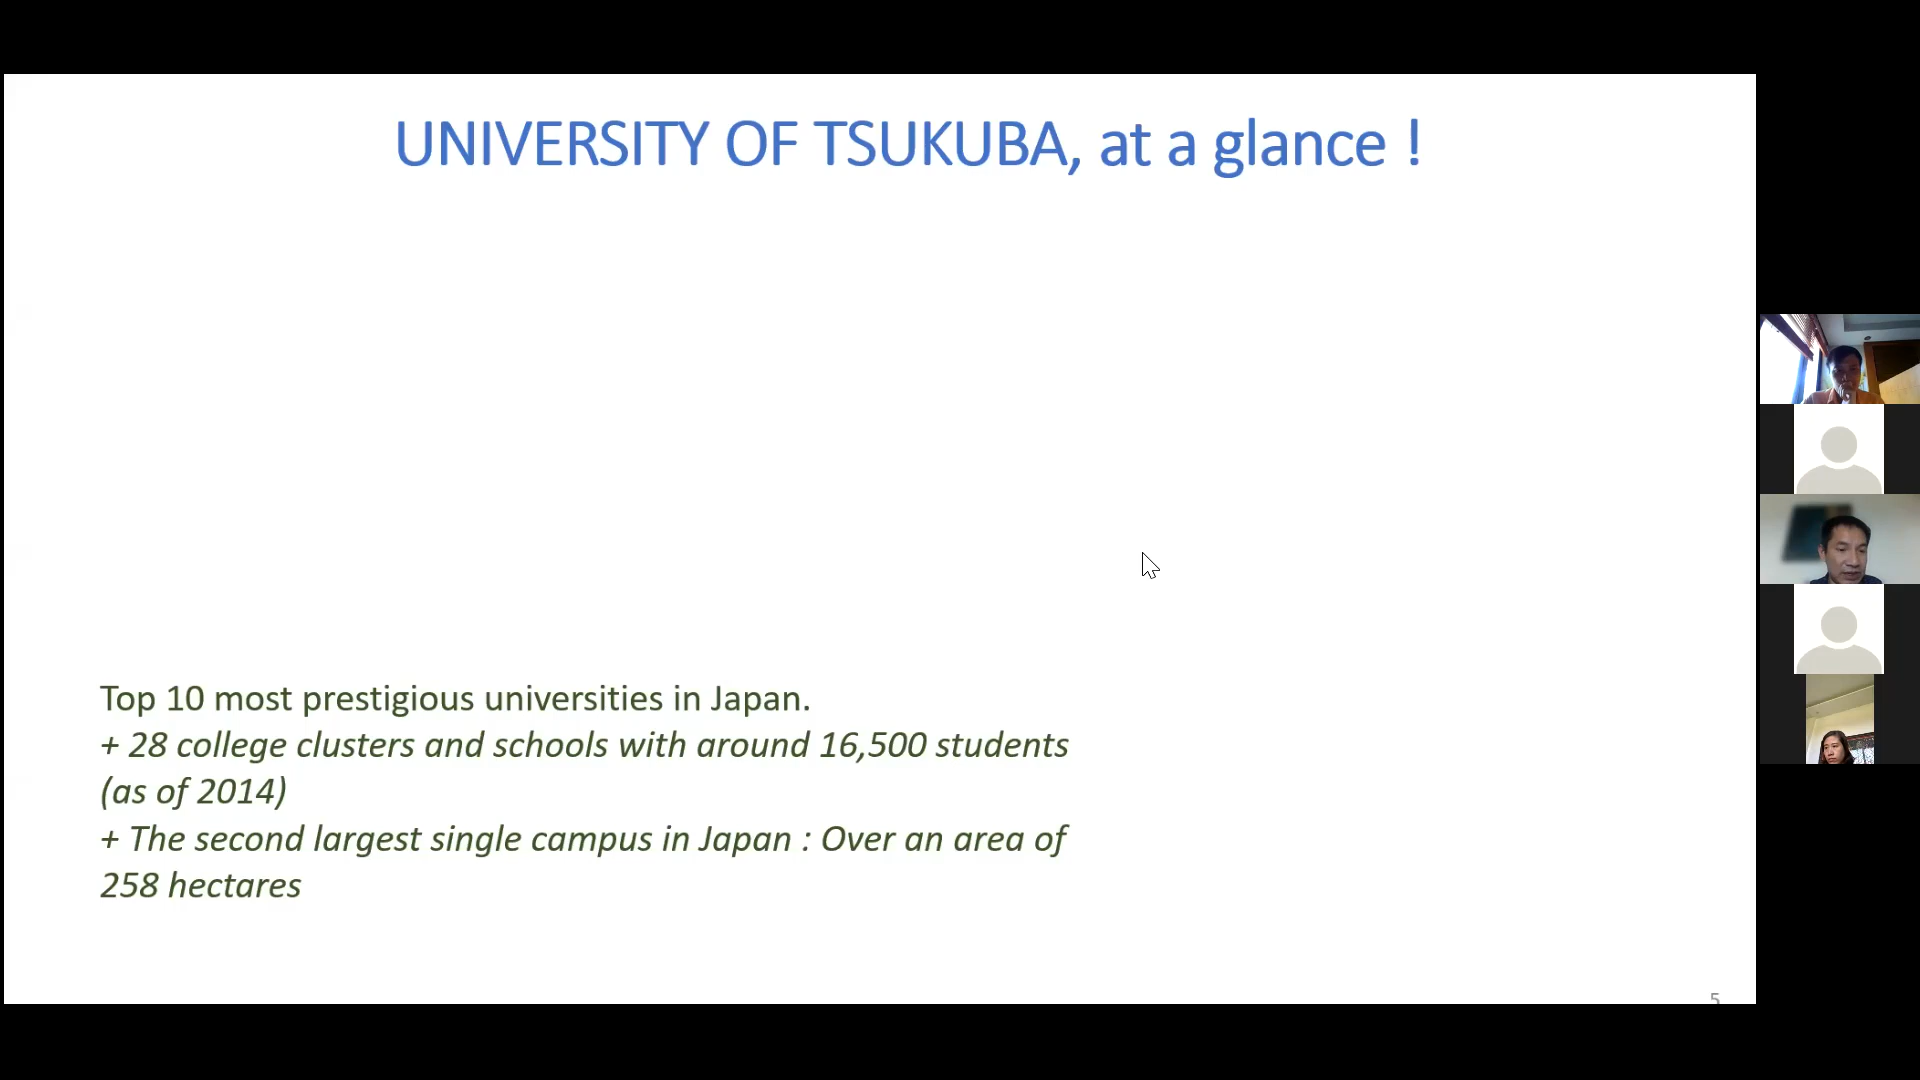 UNIVERSITY OF TSUKUBA, at a glance !
Top 10 most prestigious universities in Japan.
+ 28 college clusters and schools with around 16,500 students
(as of 2014)
+ The second largest single campus in Japan : Over an area of
258 hectares
5